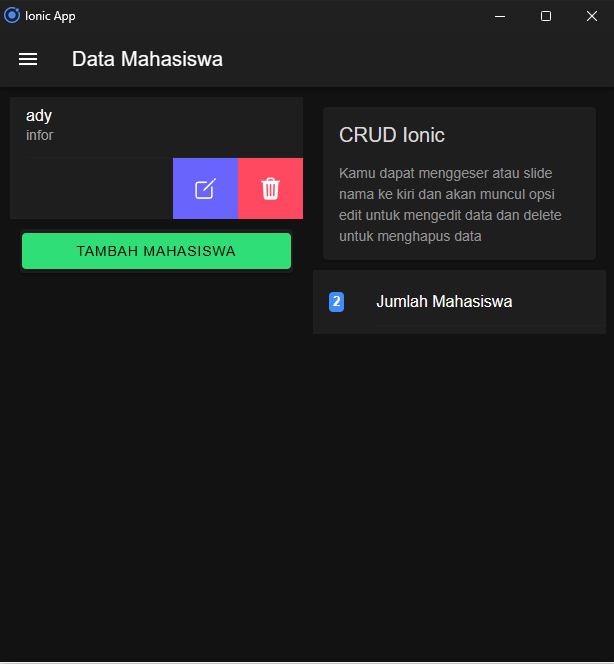 Ionic App
Data Mahasiswa
ady
infor
TAMBAH MAHASISWA
CRUD Ionic
Kamu dapat menggeser atau slide
nama ke kiri dan akan muncul opsi
edit untuk mengedit data dan delete
untuk menghapus data
2 Jumlah Mahasiswa